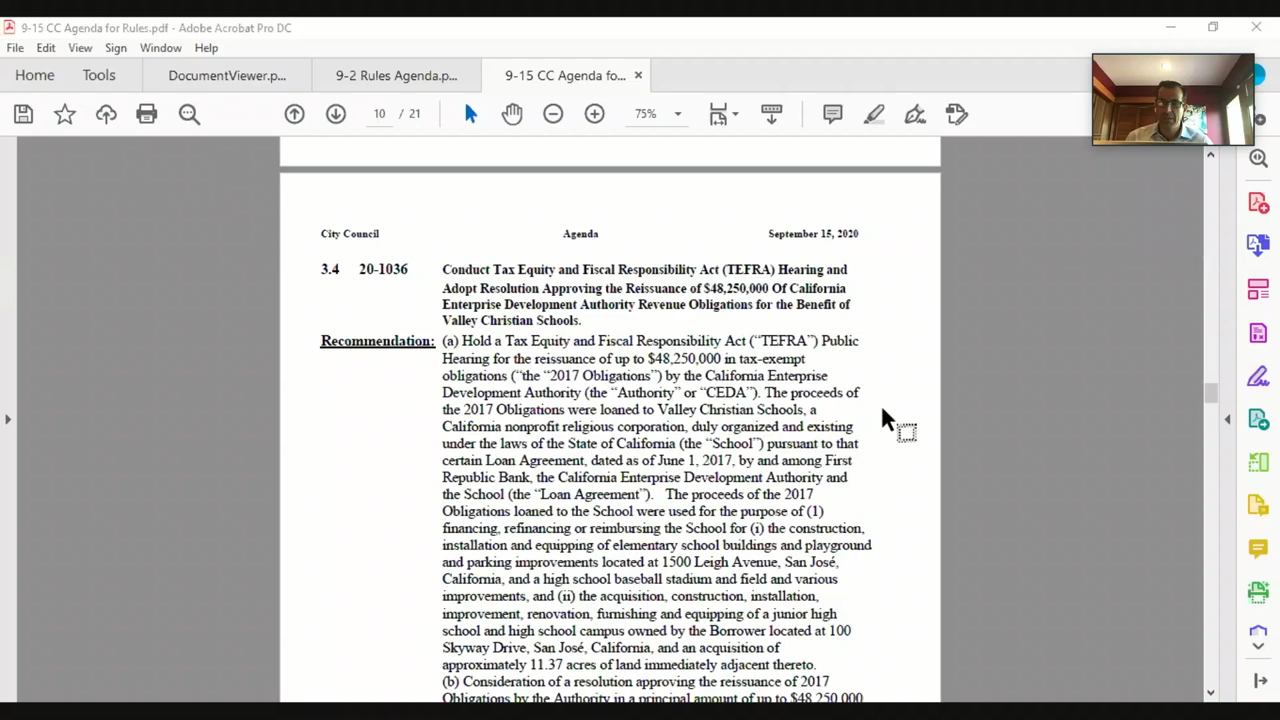 9-15 CC Agenda for Rules.pdf - Adobe Acrobat Pro DC
File Edit View Sign Window Help
Home Tools DocumentViewer.p... 9-2 Rules Agenda.p... 9-15 CC Agenda fo... ×
10 / 21 75%
City Council Agenda September 15, 2020
3.4 20-1036 Conduct Tax Equity and Fiscal Responsibility Act (TEFRA) Hearing and
Adopt Resolution Approving the Reissuance of $48,250,000 Of California
Enterprise Development Authority Revenue Obligations for the Benefit of
Valley Christian Schools.
Recommendation: (a) Hold a Tax Equity and Fiscal Responsibility Act (“TEFRA”) Public
Hearing for the reissuance of up to $48,250,000 in tax-exempt
obligations (“the “2017 Obligations”) by the California Enterprise
Development Authority (the “Authority” or “CEDA”). The proceeds of
the 2017 Obligations were loaned to Valley Christian Schools, a
California nonprofit religious corporation, duly organized and existing
under the laws of the State of California (the “School”) pursuant to that
certain Loan Agreement, dated as of June 1, 2017, by and among First
Republic Bank, the California Enterprise Development Authority and
the School (the “Loan Agreement”). The proceeds of the 2017
Obligations loaned to the School were used for the purpose of (1)
financing, refinancing or reimbursing the School for (i) the construction,
installation and equipping of elementary school buildings and playground
and parking improvements located at 1500 Leigh Avenue, San José,
California, and a high school baseball stadium and field and various
improvements, and (ii) the acquisition, construction, installation,
improvement, renovation, furnishing and equipping of a junior high
school and high school campus owned by the Borrower located at 100
Skyway Drive, San José, California, and an acquisition of
approximately 11.37 acres of land immediately adjacent thereto.
(b) Consideration of a resolution approving the reissuance of 2017
Obligations by the Authority in a principal amount of up to $48,250,000